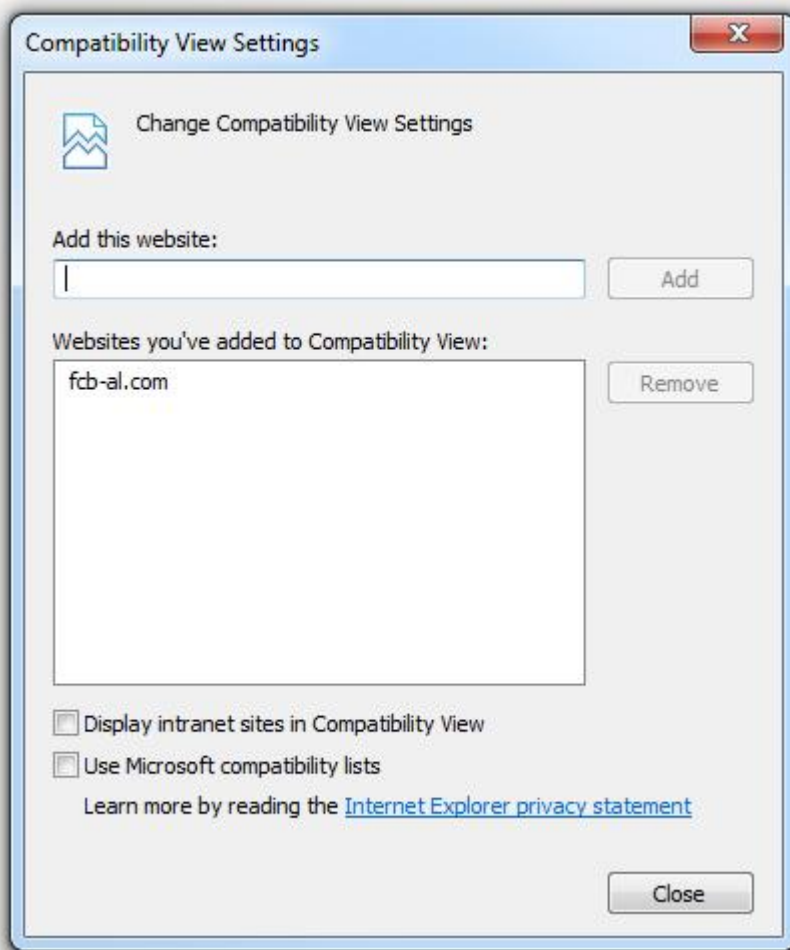 Compatibility View Settings
Change Compatibility View Settings
Add this website:
Add
Websites you've added to Compatibility View:
fcb-al.com
Remove
Display intranet sites in Compatibility View
Use Microsoft compatibility lists
Learn more by reading the Internet Explorer privacy statement
Close